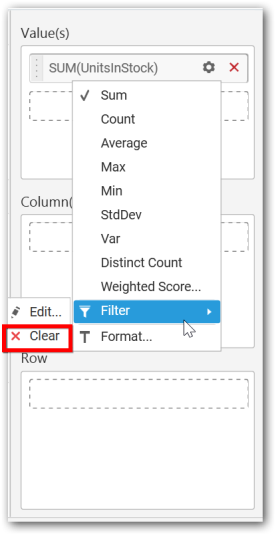 Value(s)
SUM(UnitsInStock)
Sum
Count
Average
Max
Min
StdDev
Var
Distinct Count
Weighted Score...
Column(
Filter
Edit...
Clear
Format...
Row